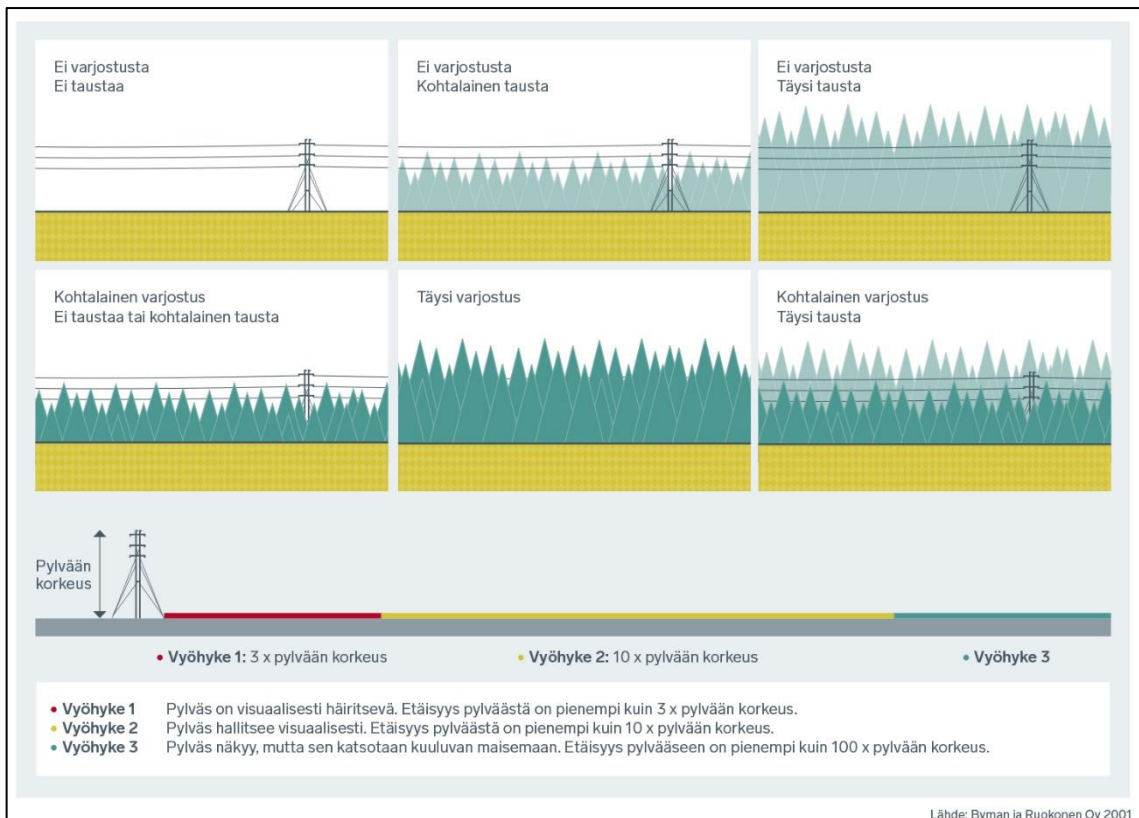 Ei varjostusta
Ei taustaa
Ei varjostusta
Kohtalainen tausta
Ei varjostusta
Täysi tausta
Kohtalainen varjostus
Ei taustaa tai kohtalainen tausta
Täysi varjostus
Kohtalainen varjostus
Täysi tausta
Pylvään
korkeus
• Vyöhyke 1: 3 x pylvään korkeus
• Vyöhyke 2: 10 x pylvään korkeus
• Vyöhyke 3
• Vyöhyke 1 Pylväs on visuaalisesti häiritsevä. Etäisyys pylväästä on pienempi kuin 3 x pylvään korkeus.
• Vyöhyke 2 Pylväs hallitsee visuaalisesti. Etäisyys pylväästä on pienempi kuin 10 x pylvään korkeus.
• Vyöhyke 3 Pylväs näkyy, mutta sen katsotaan kuuluvan maisemaan. Etäisyys pylvääseen on pienempi kuin 100 x pylvään korkeus.
Lähde: Byman ja Ruokonen Oy 2001